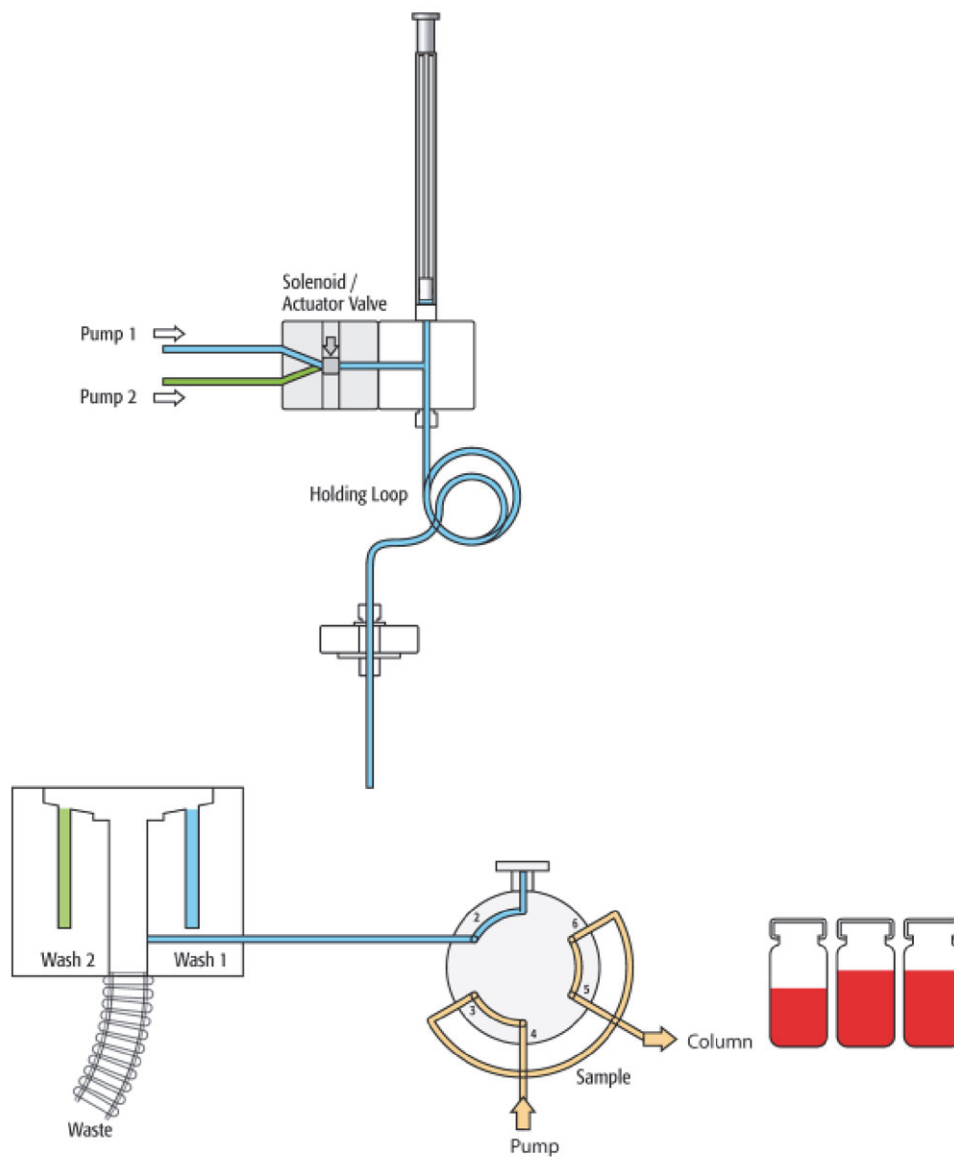 Solenoid /
Actuator Valve
Pump 1
Pump 2
Holding Loop
Wash 2
Wash 1
Waste
2
6
3
5
4
Column
Sample
Pump